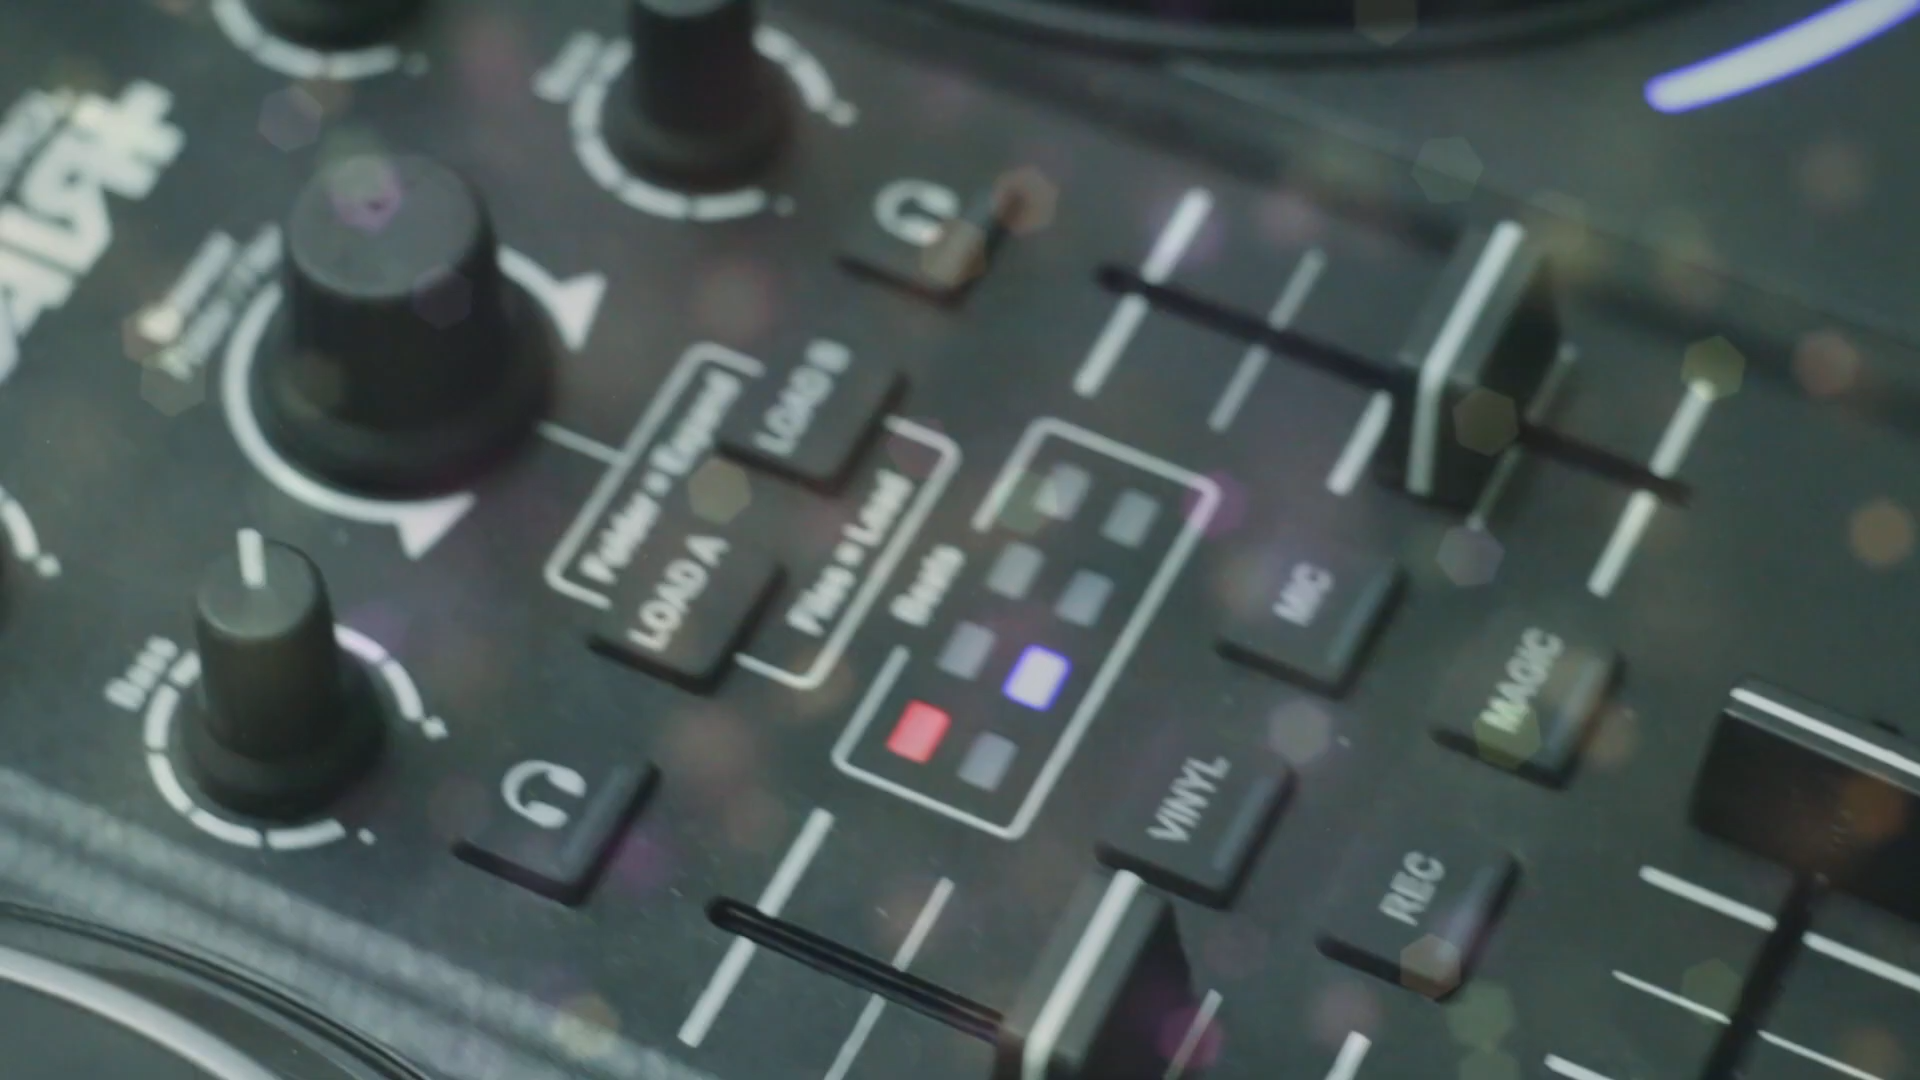 LOAD B
Folder = Expand
LOAD A
Files = Load
Beats
Bass
MIC
MAGIC
VINYL
REC